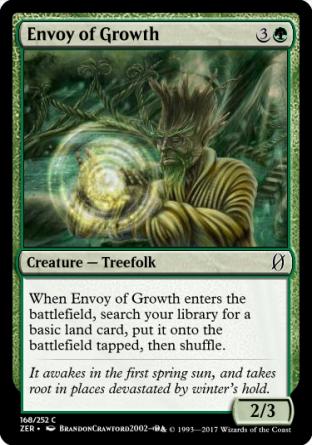 Envoy of Growth 3
Creature — Treefolk
When Envoy of Growth enters the
battlefield, search your library for a
basic land card, put it onto the
battlefield tapped, then shuffle.
It awakes in the first spring sun, and takes
root in places devastated by winter's hold.
2/3
168/252 C
ZER • BRANDONCRAWFORD2002 © 1993—2017 Wizards of the Coast